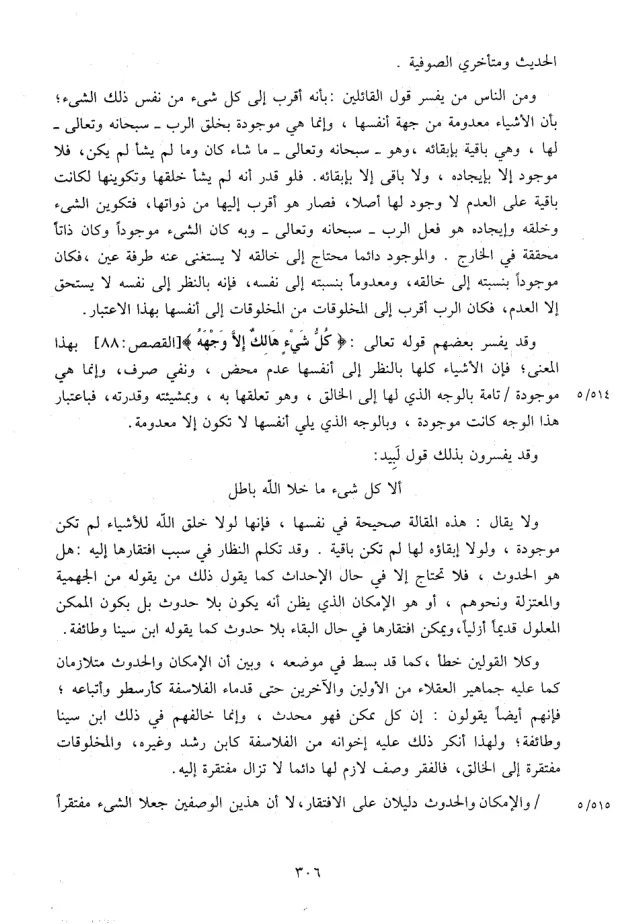 الحديث ومتأخري الصوفية .
ومن الناس من يفسر قول القائلين :بأنه أقرب إلى كل شيء من نفس ذلك الشيء؛
بأن الأشياء معدومة من جهة أنفسها ، وإنما هي موجودة بخلق الرب ـ سبحانه وتعالى ـ
لها ، وهي باقية بإبقائه ،وهو ـ سبحانه وتعالى ـ ما شاء كان وما لم يشأ لم يكن، فلا
موجود إلا بإيجاده ، ولا باقى إلا بإبقائه. فلو قدر أنه لم يشأ خلقها وتكوينها لكانت
باقية على العدم لا وجود لها أصلا، فصار هو أقرب إليها من ذواتها، فتكوين الشيء
وخلقه وإيجاده هو فعل الرب ـ سبحانه وتعالى ـ وبه كان الشيء موجوداً وكان ذاتاً
محققة في الخارج . والموجود دائما محتاج إلى خالقه لا يستغنى عنه طرفة عين ،فكان
موجوداً بنسبته إلى خالقه، ومعدوماً بنسبته إلى نفسه، فإنه بالنظر إلى نفسه لا يستحق
إلا العدم، فكان الرب أقرب إلى المخلوقات من المخلوقات إلى أنفسها بهذا الاعتبار.
وقد يفسر بعضهم قوله تعالى :﴿ كُلُّ شَيْءٍ هَالِكٌ إِلاَّ وَجْهَهُ ﴾[القصص:٨٨] بهذا
المعنى؛ فإن الأشياء كلها بالنظر إلى أنفسها عدم محض ، ونفي صرف، وإنما هي
٥/٥١٤ موجودة / تامة بالوجه الذي لها إلى الخالق ، وهو تعلقها به ، وبمشيئته وقدرته، فباعتبار
هذا الوجه كانت موجودة ، وبالوجه الذي يلي أنفسها لا تكون إلا معدومة.
وقد يفسرون بذلك قول لَبِيد:
ألا كل شيء ما خلا اللّه باطل
ولا يقال : هذه المقالة صحيحة في نفسها ، فإنها لولا خلق اللّه للأشياء لم تكن
موجودة ، ولولا إبقاؤه لها لم تكن باقية . وقد تكلم النظار في سبب افتقارها إليه :هل
هو الحدوث ، فلا تحتاج إلا في حال الإحداث كما يقول ذلك من يقوله من الجهمية
والمعتزلة ونحوهم ، أو هو الإمكان الذي يظن أنه يكون بلا حدوث بل يكون الممكن
المعلول قديماً أزلياً،ويمكن افتقارها في حال البقاء بلا حدوث كما يقوله ابن سينا وطائفة.
وكلا القولين خطأ ،كما قد بسط في موضعه ، وبين أن الإمكان والحدوث متلازمان
كما عليه جماهير العقلاء من الأولين والآخرين حتى قدماء الفلاسفة كأرسطو وأتباعه ؛
فإنهم أيضاً يقولون : إن كل ممكن فهو محدث ، وإنما خالفهم في ذلك ابن سينا
وطائفة؛ ولهذا أنكر ذلك عليه إخوانه من الفلاسفة كابن رشد وغيره، والمخلوقات
مفتقرة إلى الخالق، فالفقر وصف لازم لها دائما لا تزال مفتقرة إليه.
٥/٥١٥ / والإمكان والحدوث دليلان على الافتقار،لا أن هذين الوصفين جعلا الشيء مفتقراً
٣٠٦